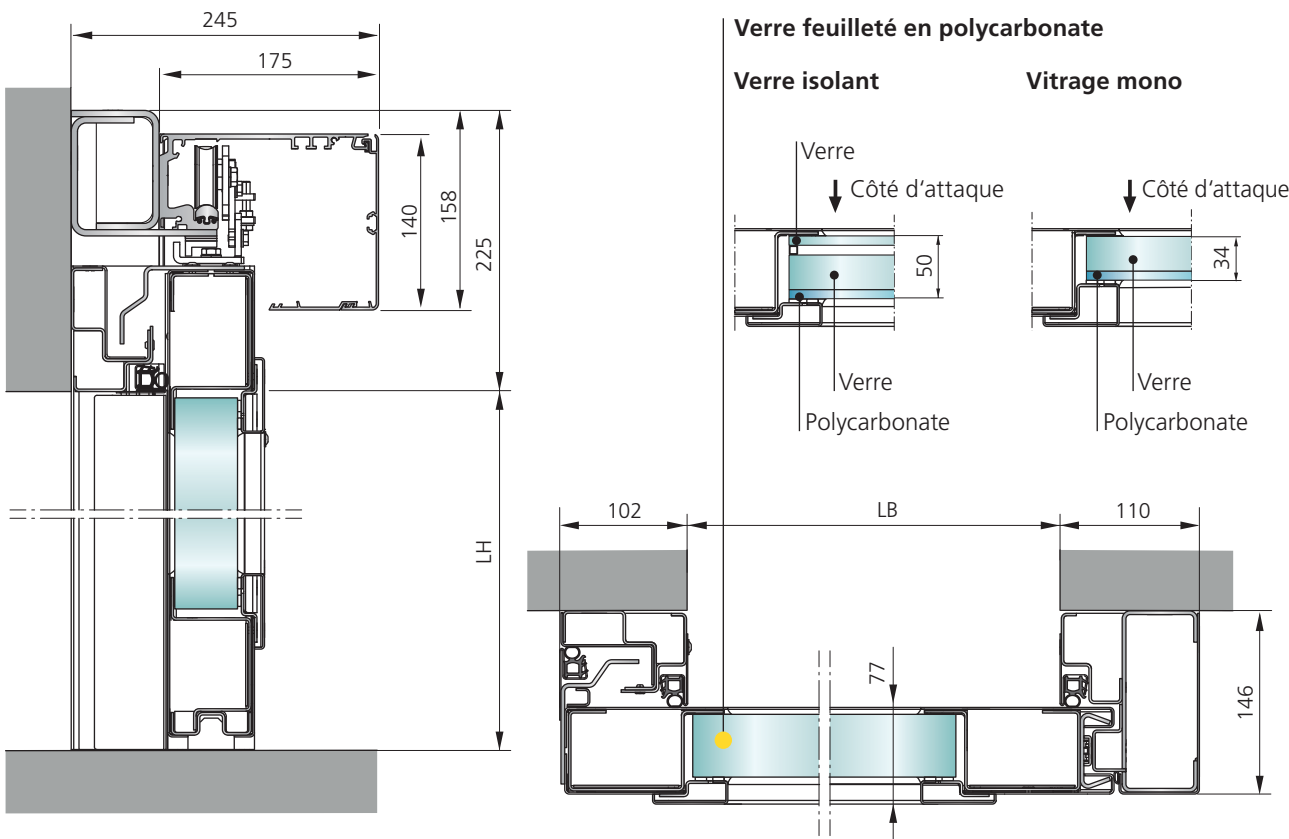 245
175
140
158
225
LH
Verre feuilleté en polycarbonate
Verre isolant
Vitrage mono
Verre
Côté d'attaque
50
Verre
Polycarbonate
Côté d'attaque
34
Verre
Polycarbonate
102
LB
110
77
146